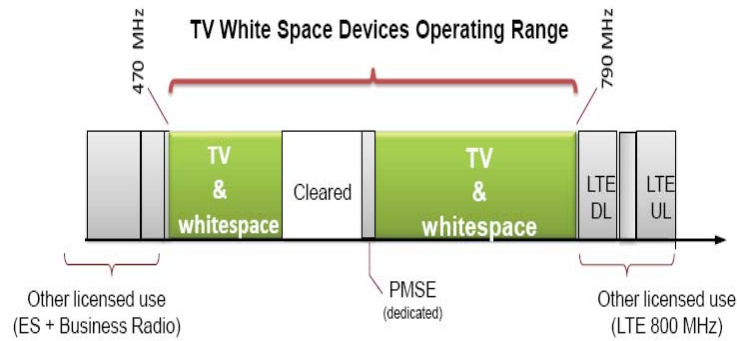 TV White Space Devices Operating Range
470 MHz
790 MHz
TV
&
whitespace
Cleared
TV
&
whitespace
LTE
DL
LTE
UL
Other licensed use
(ES + Business Radio)
PMSE
(dedicated)
Other licensed use
(LTE 800 MHz)